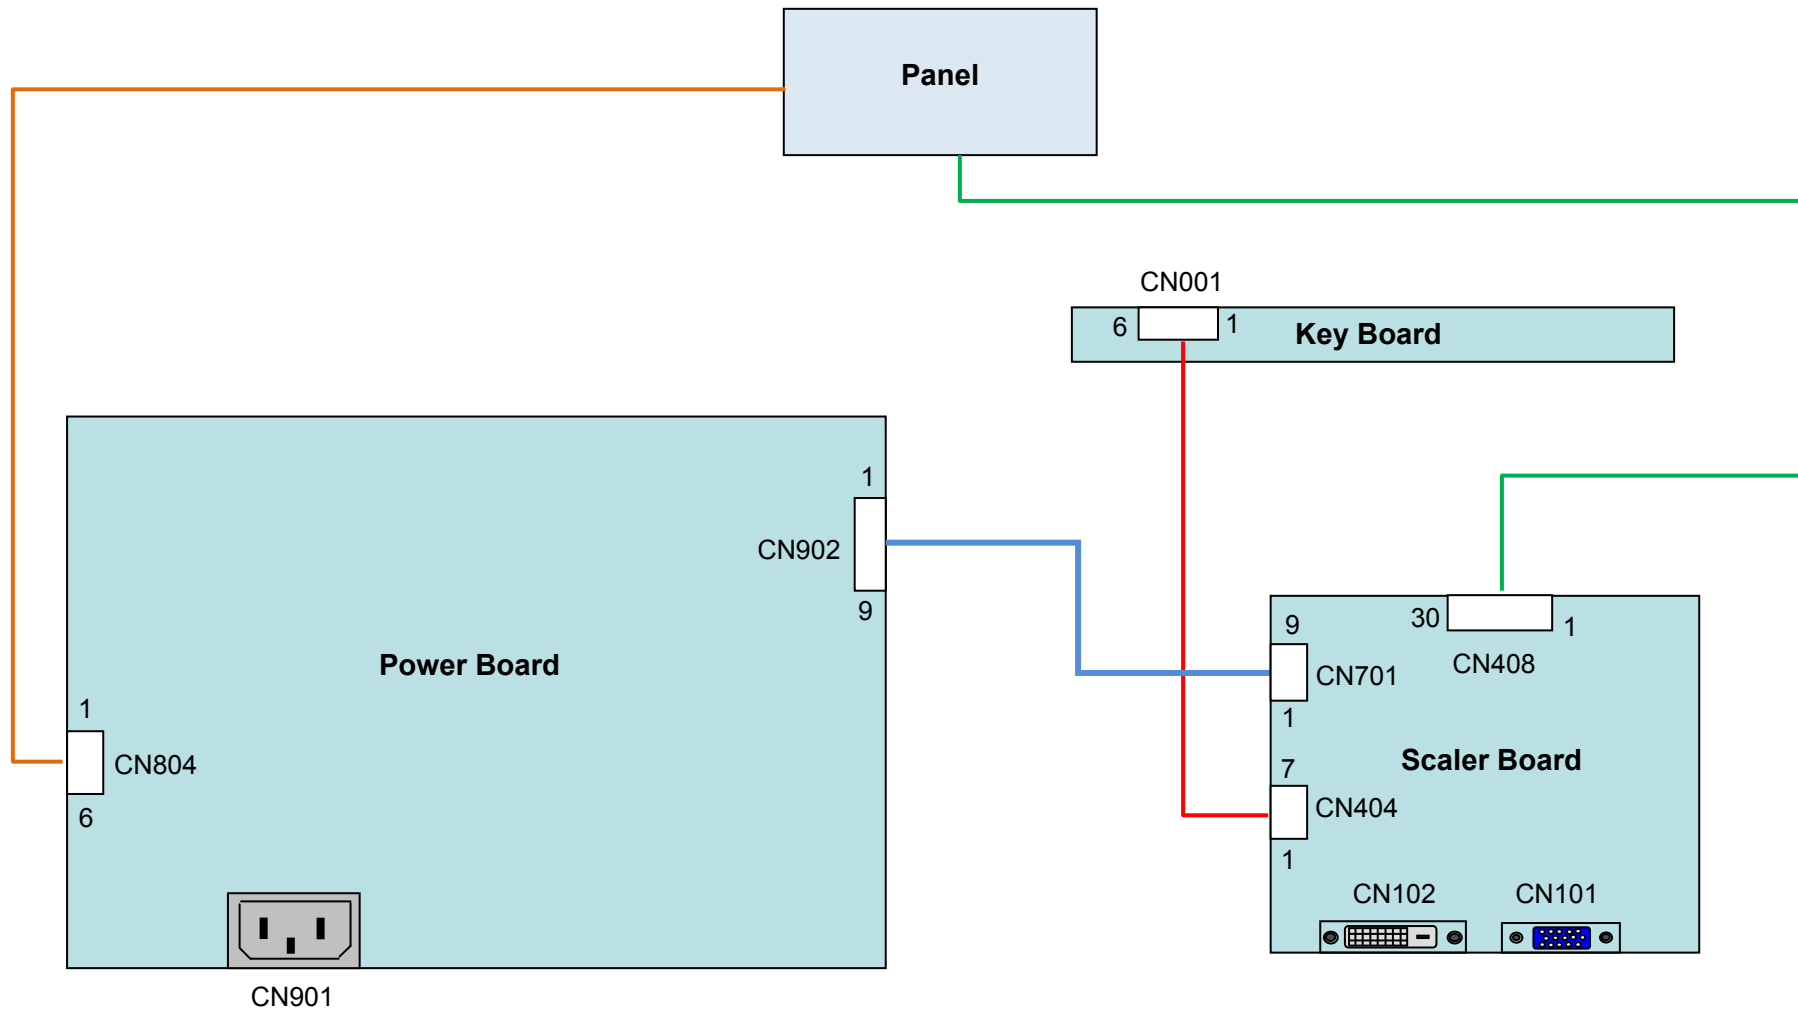 Panel
CN001
6
1
Key Board
1
CN902
9
Power Board
1
CN804
6
CN901
30
1
CN408
9
CN701
1
Scaler Board
7
CN404
1
CN102
CN101